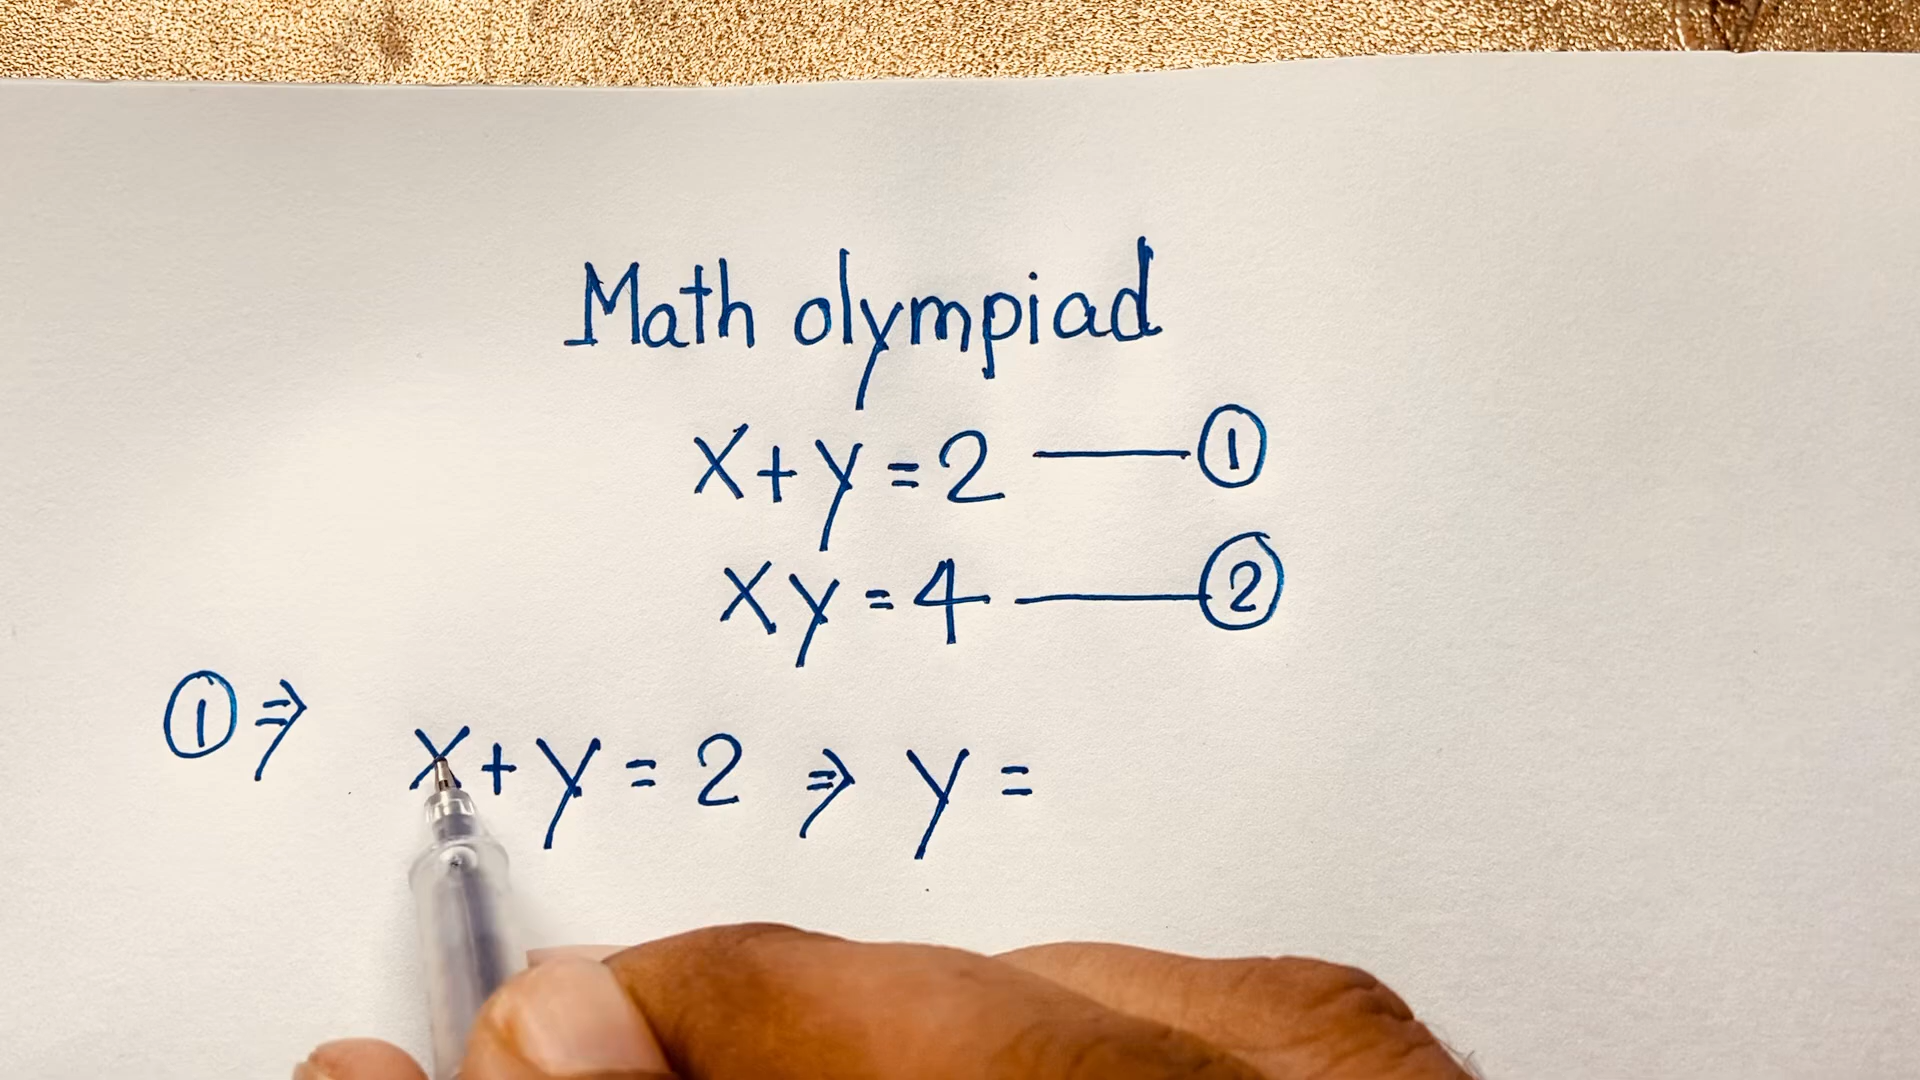 Math olympiad
x+y=2 —— ①
xy=4 —— ②
① ⇒ x+y = 2 ⇒ y =